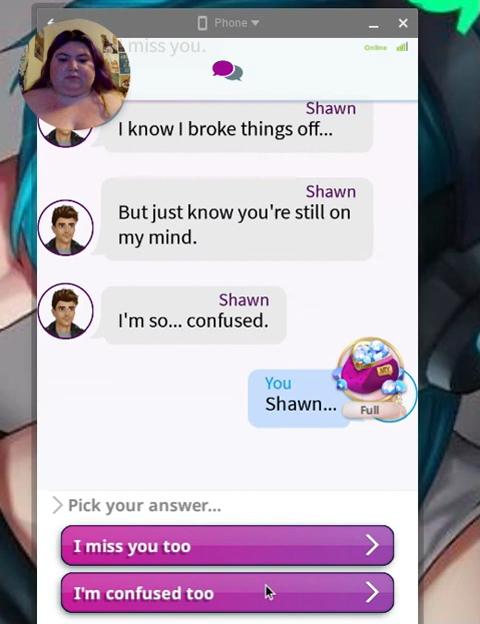 Phone
I miss you.
Online
Shawn
I know I broke things off...
Shawn
But just know you're still on
my mind.
Shawn
I'm so... confused.
You
Shawn...
MY
Full
Pick your answer...
I miss you too
I'm confused too